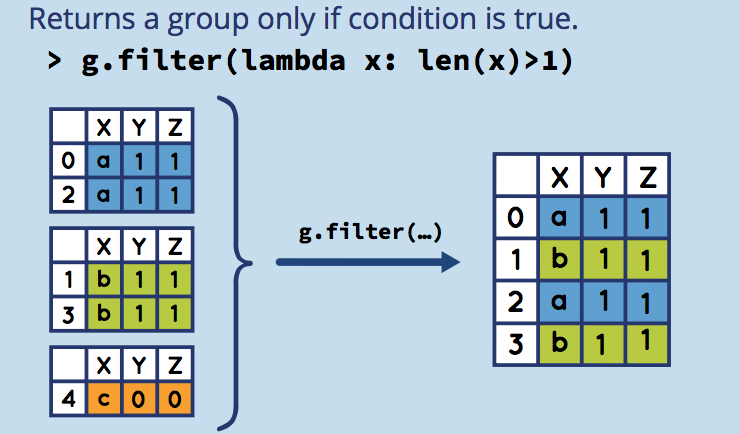 Returns a group only if condition is true.
> g.filter(lambda x: len(x)>1)
X Y Z
0 a 1 1
2 a 1 1
X Y Z
1 b 1 1
3 b 1 1
X Y Z
4 c 0 0
g.filter(…)
X Y Z
0 a 1 1
1 b 1 1
2 a 1 1
3 b 1 1